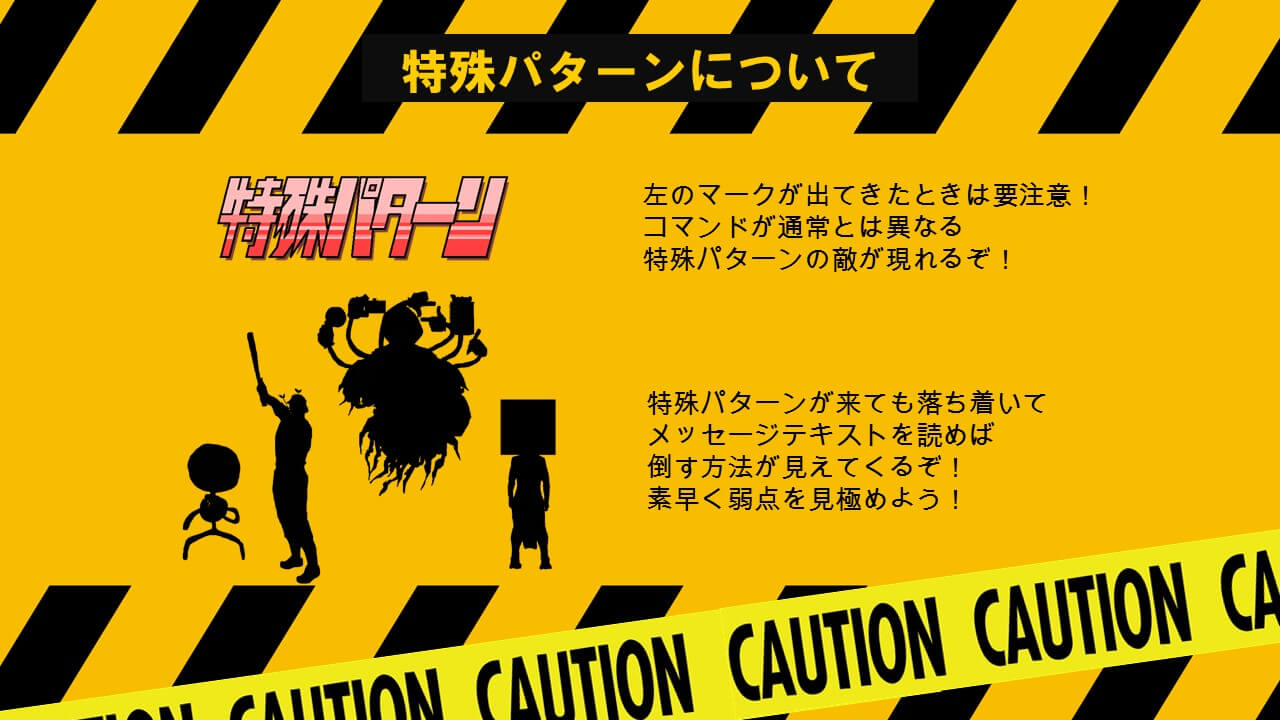 特殊パターンについて
特殊パターン
左のマークが出てきたときは要注意！
コマンドが通常とは異なる
特殊パターンの敵が現れるぞ！
特殊パターンが来ても落ち着いて
メッセージテキストを読めば
倒す方法が見えてくるぞ！
素早く弱点を見極めよう！
CAUTION CAUTION CAUTION CAUTION CAUTION CA